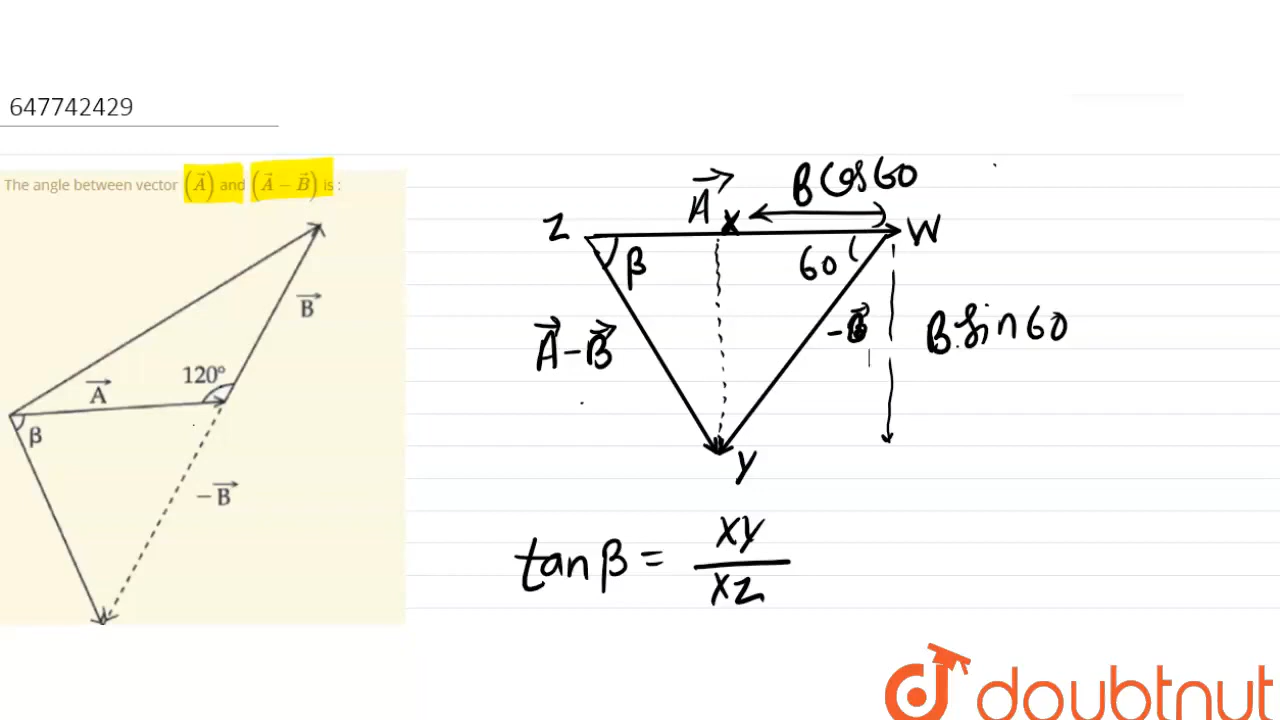 647742429
The angle between vector (A⃗) and (A⃗ − B⃗) is :
B⃗
120°
A⃗
β
−B⃗
A⃗
B Cos60
Z
X
W
β
60
A⃗−B⃗
−B⃗
B.Sin60
Y
tanβ = XY/XZ
doubtnut